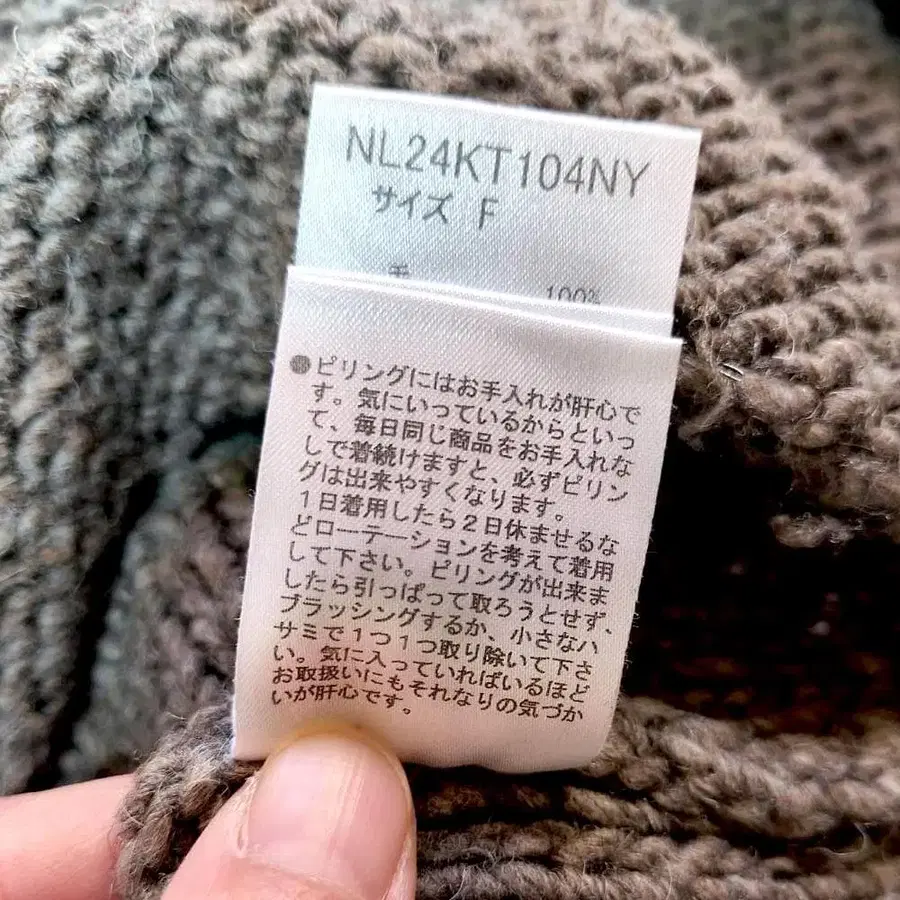 NL24KT104NY
サイズ F
毛 100%
●ピリングにはお手入れが肝心で
す。気にいっているからといっ
て、毎日同じ商品をお手入れな
しで着続けますと、必ずピリン
グは出来やすくなります。
1日着用したら2日休ませるな
どローテーションを考えて着用
して下さい。ピリングが出来ま
したら引っぱって取ろうとせず、
ブラッシングするか、小さなハ
サミで1つ1つ取り除いて下さ
い。気に入っていればいるほど
お取扱いにもそれなりの気づか
いが肝心です。